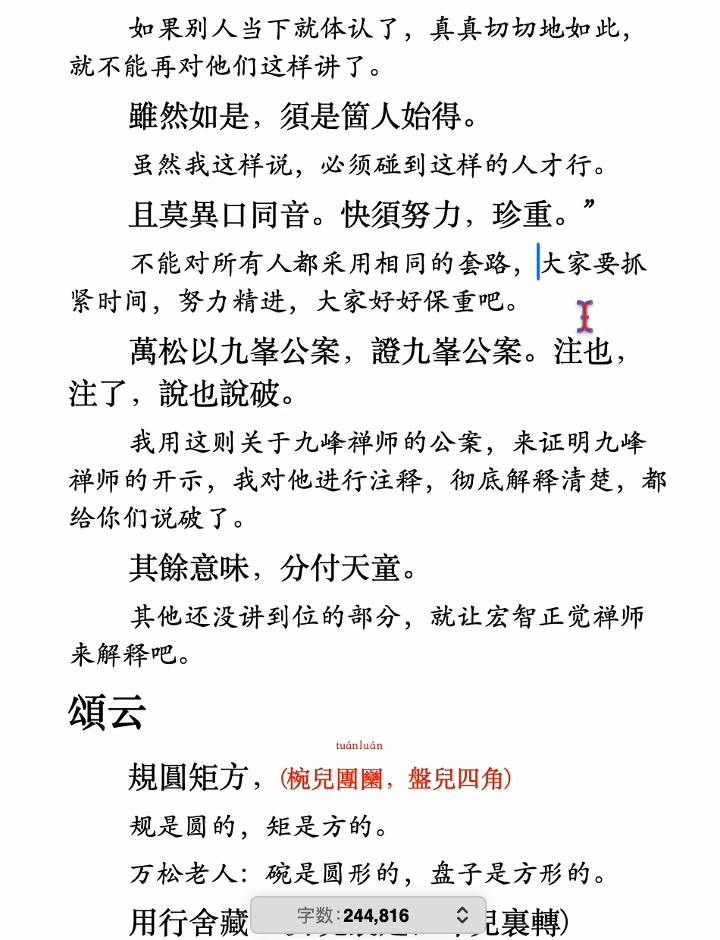 如果别人当下就体认了，真真切切地如此，
就不能再对他们这样讲了。
雖然如是，須是箇人始得。
虽然我这样说，必须碰到这样的人才行。
且莫異口同音。快須努力，珍重。”
不能对所有人都采用相同的套路，大家要抓
紧时间，努力精进，大家好好保重吧。
萬松以九峯公案，證九峯公案。注也，
注了，說也說破。
我用这则关于九峰禅师的公案，来证明九峰
禅师的开示，我对他进行注释，彻底解释清楚，都
给你们说破了。
其餘意味，分付天童。
其他还没讲到位的部分，就让宏智正觉禅师
来解释吧。
頌云
tuánluán
規圓矩方，(椀兒團圞，盤兒四角)
规是圆的，矩是方的。
万松老人：碗是圆形的，盘子是方形的。
用行舍藏 裏轉)
字数：244,816